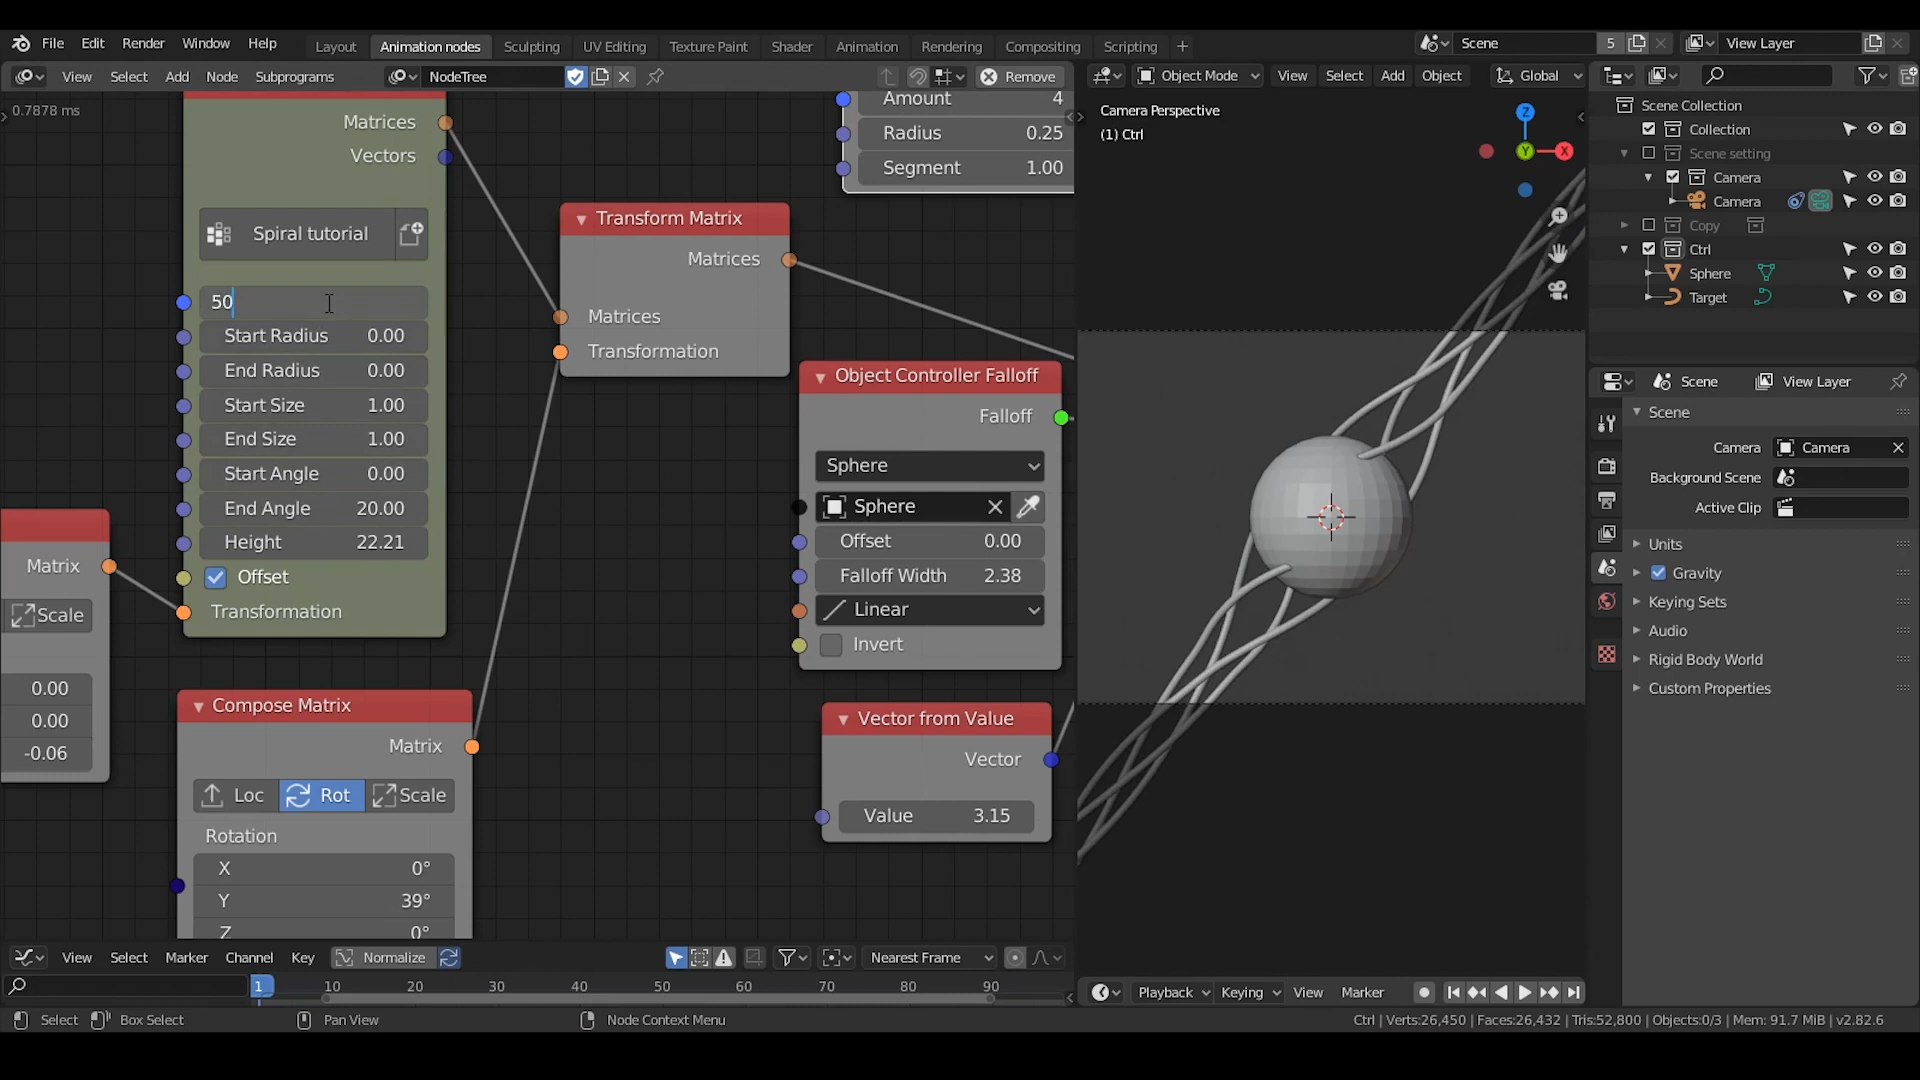 File Edit Render Window Help Layout Animation nodes Sculpting UV Editing Texture Paint Shader Animation Rendering Compositing Scripting Scene 5 View Layer
View Select Add Node Subprograms NodeTree Remove
0.7878 ms
Matrices
Vectors
Spiral tutorial
50
Start Radius 0.00
End Radius 0.00
Start Size 1.00
End Size 1.00
Start Angle 0.00
End Angle 20.00
Height 22.21
Offset
Transformation
Matrix
Scale
0.00
0.00
-0.06
Compose Matrix
Matrix
Loc Rot Scale
Rotation
X 0°
Y 39°
Z 0°
Transform Matrix
Matrices
Matrices
Transformation
Amount 4
Radius 0.25
Segment 1.00
Object Controller Falloff
Falloff
Sphere
Sphere
Offset 0.00
Falloff Width 2.38
Linear
Invert
Vector from Value
Vector
Value 3.15
Object Mode View Select Add Object Global
Camera Perspective
(1) Ctrl
Z
Y X
Scene Collection
Collection
Scene setting
Camera
Camera
Copy
Ctrl
Sphere
Target
Scene View Layer
Scene
Camera Camera
Background Scene
Active Clip
Units
Gravity
Keying Sets
Audio
Rigid Body World
Custom Properties
View Select Marker Channel Key Normalize Nearest Frame
1 10 20 30 40 50 60 70 80 90
Playback Keying View Marker
Select Box Select Pan View Node Context Menu
Ctrl | Verts:26,450 | Faces:26,432 | Tris:52,800 | Objects:0/3 | Mem: 91.7 MiB | v2.82.6